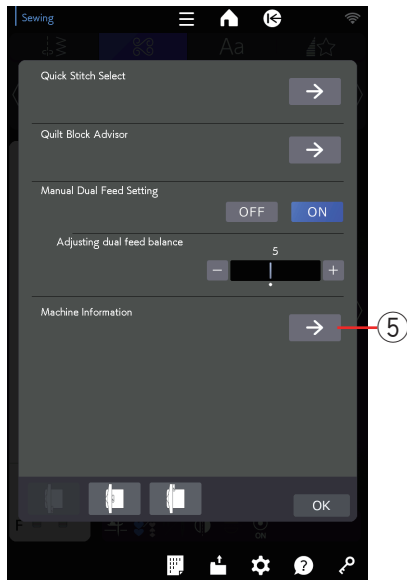 Sewing
Aa
Quick Stitch Select
Quilt Block Advisor
Manual Dual Feed Setting
OFF ON
Adjusting dual feed balance
5
− +
Machine Information
⑤
OK
F
ON
?